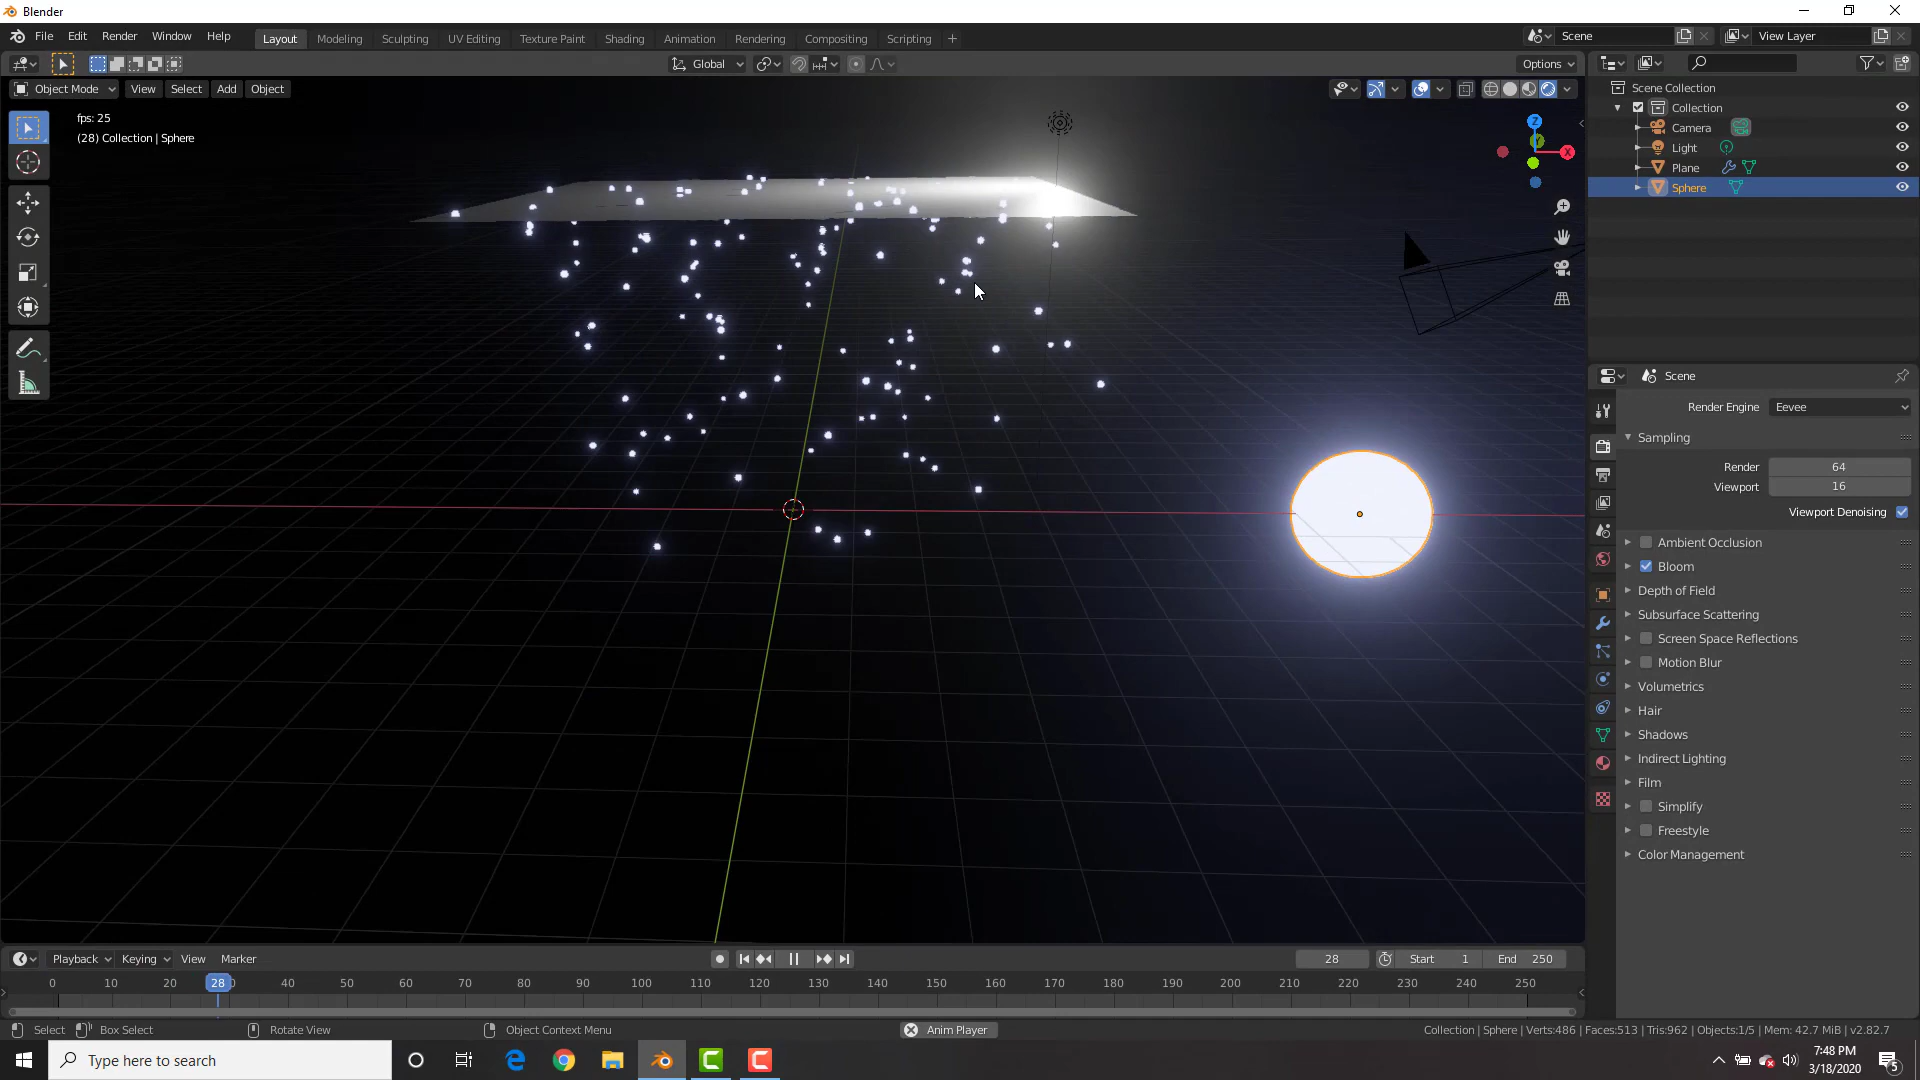 Blender
File Edit Render Window Help
Layout Modeling Sculpting UV Editing Texture Paint Shading Animation Rendering Compositing Scripting +
Scene
View Layer
Global
Options
Object Mode View Select Add Object
fps: 25
(28) Collection | Sphere
Z
X
Scene Collection
Collection
Camera
Light
Plane
Sphere
Scene
Render Engine Eevee
Sampling
Render 64
Viewport 16
Viewport Denoising
Ambient Occlusion
Bloom
Depth of Field
Subsurface Scattering
Screen Space Reflections
Motion Blur
Volumetrics
Hair
Shadows
Indirect Lighting
Film
Simplify
Freestyle
Color Management
Playback Keying View Marker
28 Start 1 End 250
0 10 20 28 40 50 60 70 80 90 100 110 120 130 140 150 160 170 180 190 200 210 220 230 240 250
Select Box Select Rotate View Object Context Menu Anim Player
Collection | Sphere | Verts:486 | Faces:513 | Tris:962 | Objects:1/5 | Mem: 42.7 MiB | v2.82.7
Type here to search
7:48 PM
3/18/2020
5